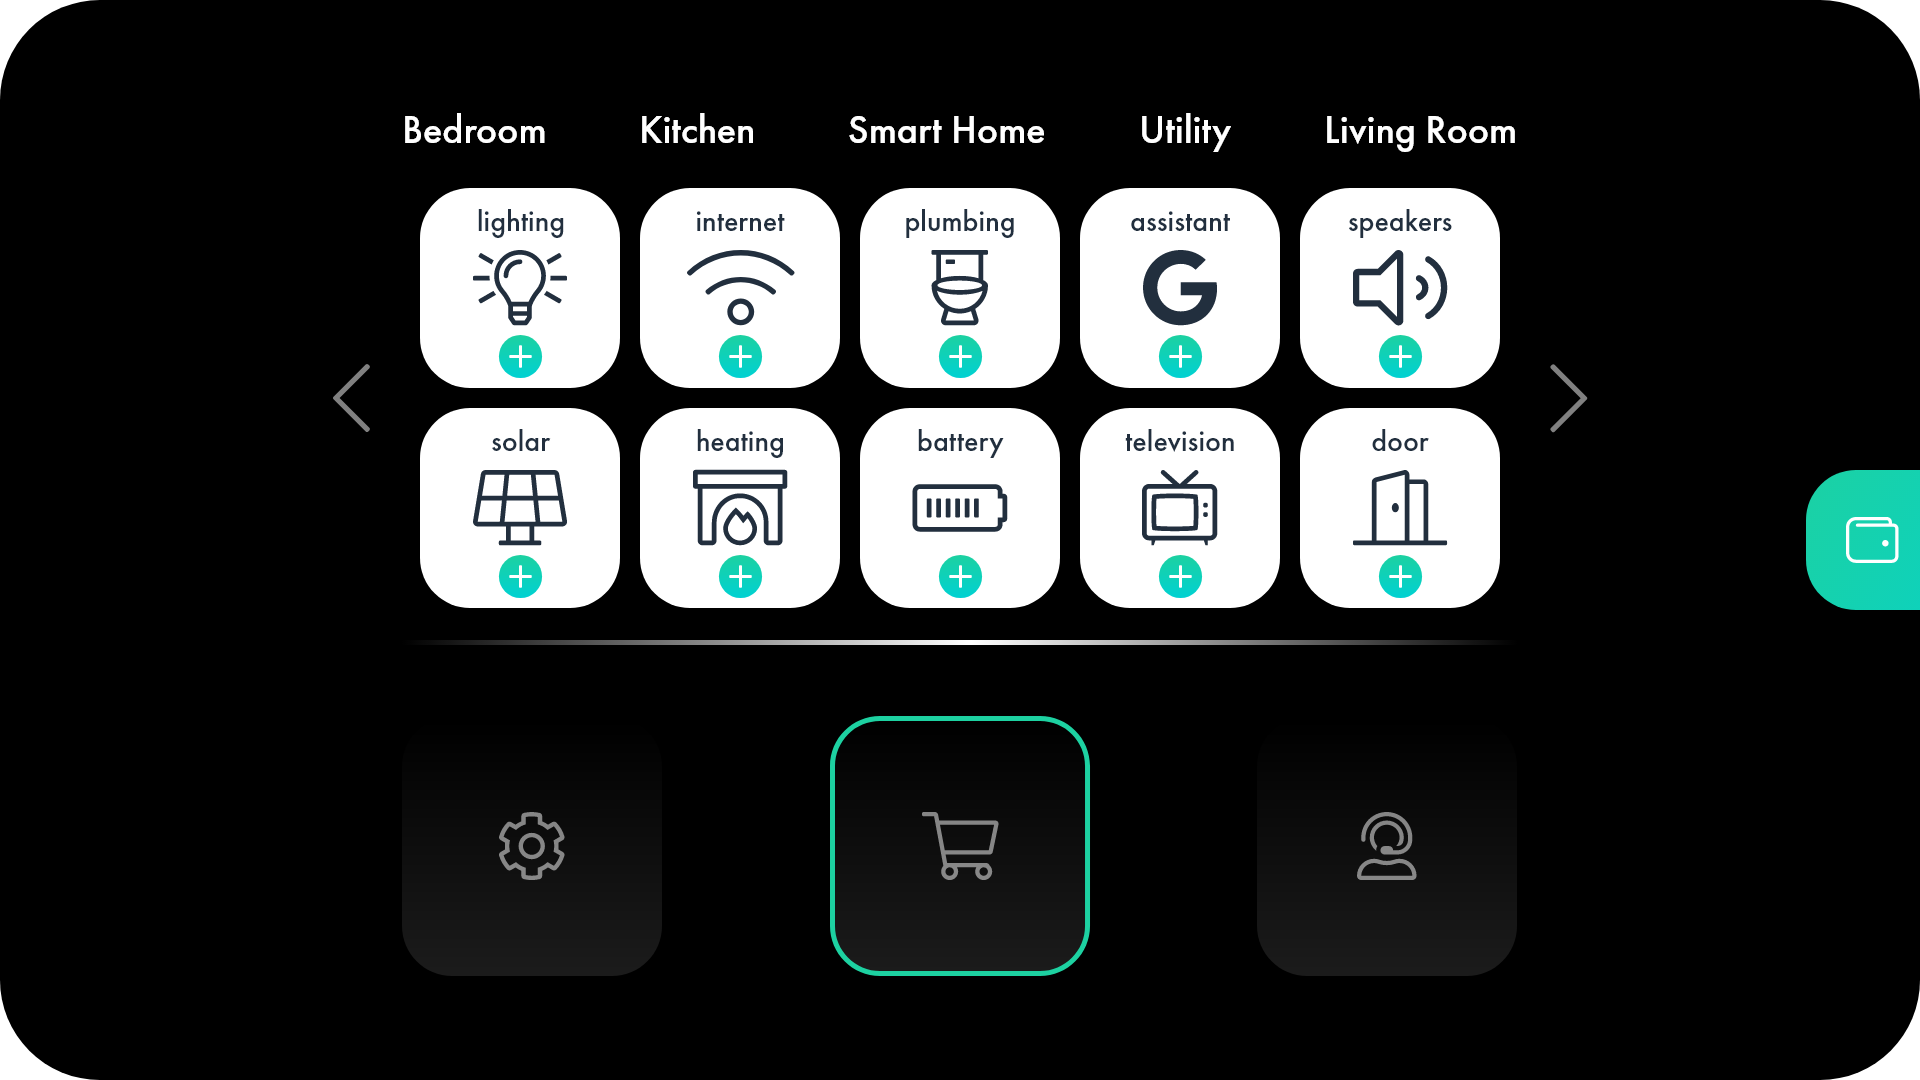 Bedroom Kitchen Smart Home Utility Living Room
lighting internet plumbing assistant speakers
solar heating battery television door